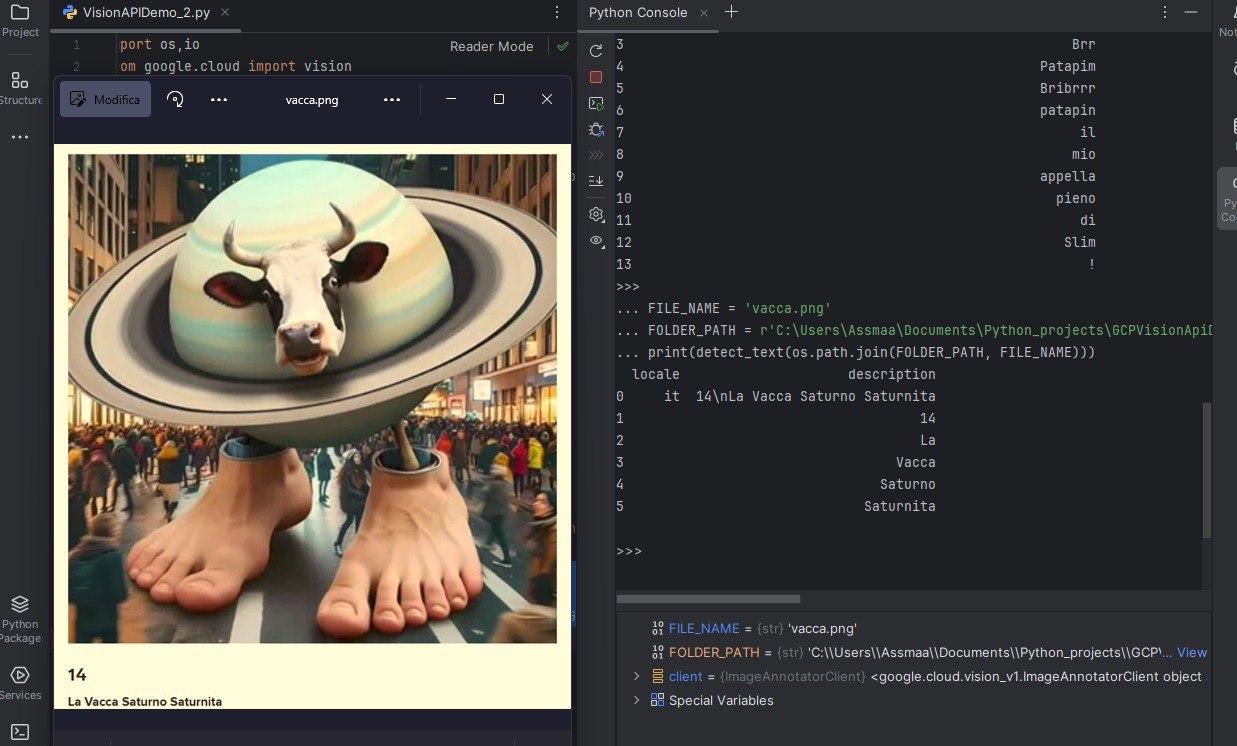 Project
Structure
Python
Package
Services
VisionAPIDemo_2.py
1 port os,io
2 om google.cloud import vision
Reader Mode
Modifica
vacca.png
14
La Vacca Saturno Saturnita
Python Console
3 Brr
4 Patapim
5 Bribrrr
6 patapin
7 il
8 mio
9 appella
10 pieno
11 di
12 Slim
13 !
>>>
... FILE_NAME = 'vacca.png'
... FOLDER_PATH = r'C:\Users\Assmaa\Documents\Python_projects\GCPVisionApiD
... print(detect_text(os.path.join(FOLDER_PATH, FILE_NAME)))
locale description
0 it 14\nLa Vacca Saturno Saturnita
1 14
2 La
3 Vacca
4 Saturno
5 Saturnita
>>>
FILE_NAME = {str} 'vacca.png'
FOLDER_PATH = {str} 'C:\\Users\\Assmaa\\Documents\\Python_projects\\GCP\'... View
client = {ImageAnnotatorClient} <google.cloud.vision_v1.ImageAnnotatorClient object
Special Variables
Not
Py
Co